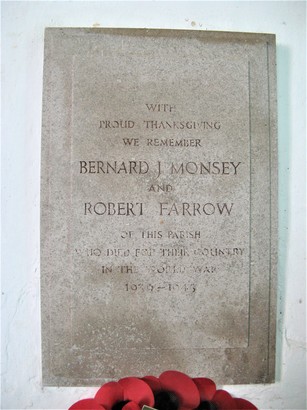 WITH
PROUD THANKSGIVING
WE REMEMBER
BERNARD J MONSEY
AND
ROBERT FARROW
OF THIS PARISH
WHO DIED FOR THEIR COUNTRY
IN THE WORLD WAR
1939-1945